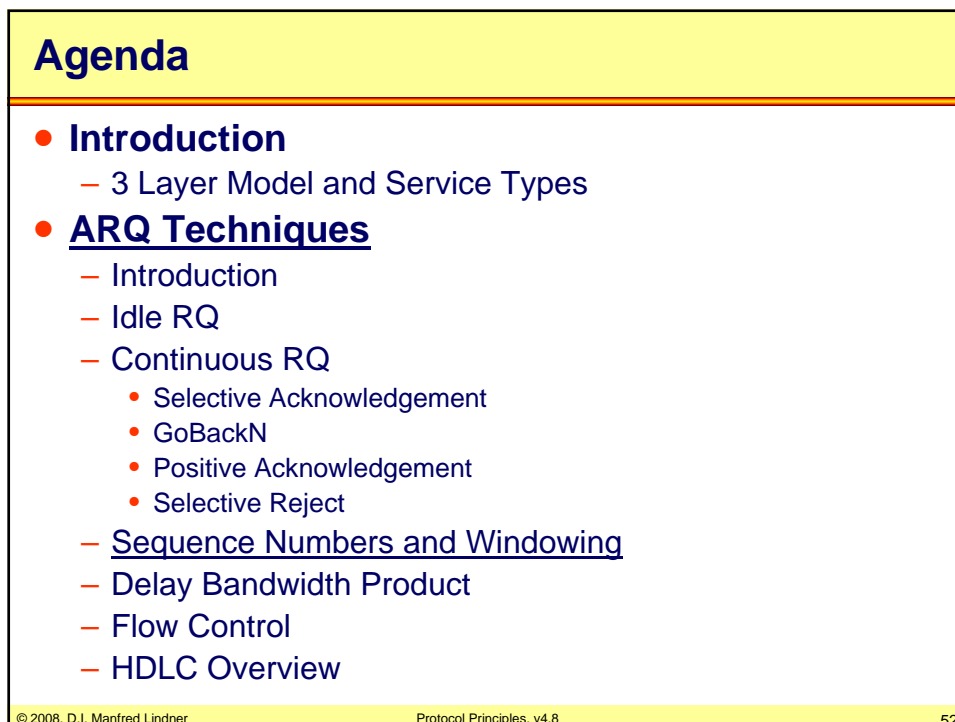 Agenda
• Introduction
– 3 Layer Model and Service Types
• ARQ Techniques
– Introduction
– Idle RQ
– Continuous RQ
• Selective Acknowledgement
• GoBackN
• Positive Acknowledgement
• Selective Reject
– Sequence Numbers and Windowing
– Delay Bandwidth Product
– Flow Control
– HDLC Overview
© 2008, D.I. Manfred Lindner Protocol Principles, v4.8 52